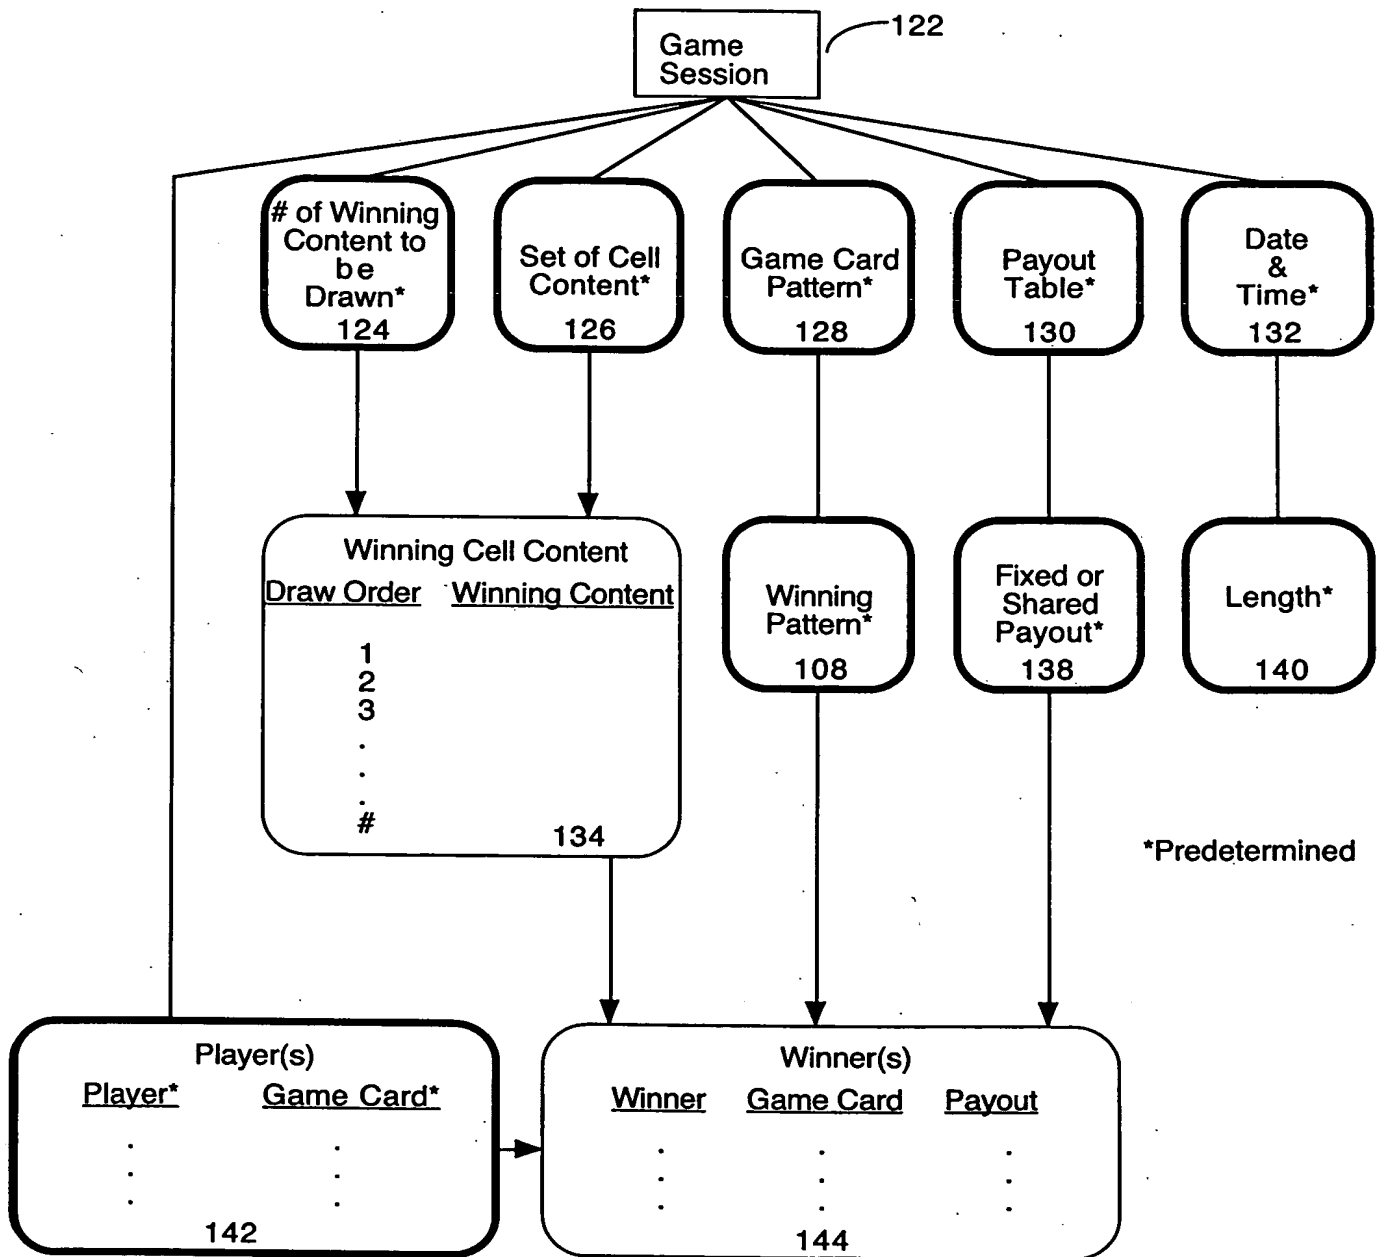 Game
Session
122
# of Winning
Content to
be
Drawn*
124
Set of Cell
Content*
126
Game Card
Pattern*
128
Payout
Table*
130
Date
&
Time*
132
Winning Cell Content
Draw Order Winning Content
1
2
3
.
.
.
#
134
Winning
Pattern*
108
Fixed or
Shared
Payout*
138
Length*
140
*Predetermined
Player(s)
Player* Game Card*
. .
. .
. .
142
Winner(s)
Winner Game Card Payout
. . .
. . .
. . .
144